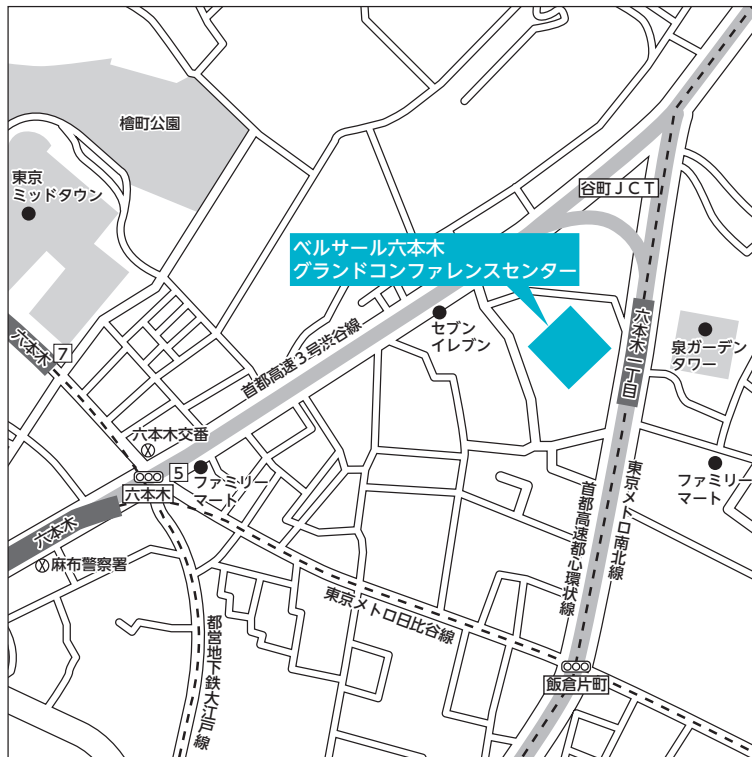 檜町公園
東京
ミッドタウン
谷町ＪＣＴ
ベルサール六本木
グランドコンファレンスセンター
セブン
イレブン
六本木一丁目
泉ガーデン
タワー
六本木
7
首都高速３号渋谷線
六本木交番
5
ファミリー
マート
六本木
六本木
麻布警察署
ファミリー
マート
東京メトロ南北線
首都高速都心環状線
東京メトロ日比谷線
都営地下鉄大江戸線
飯倉片町